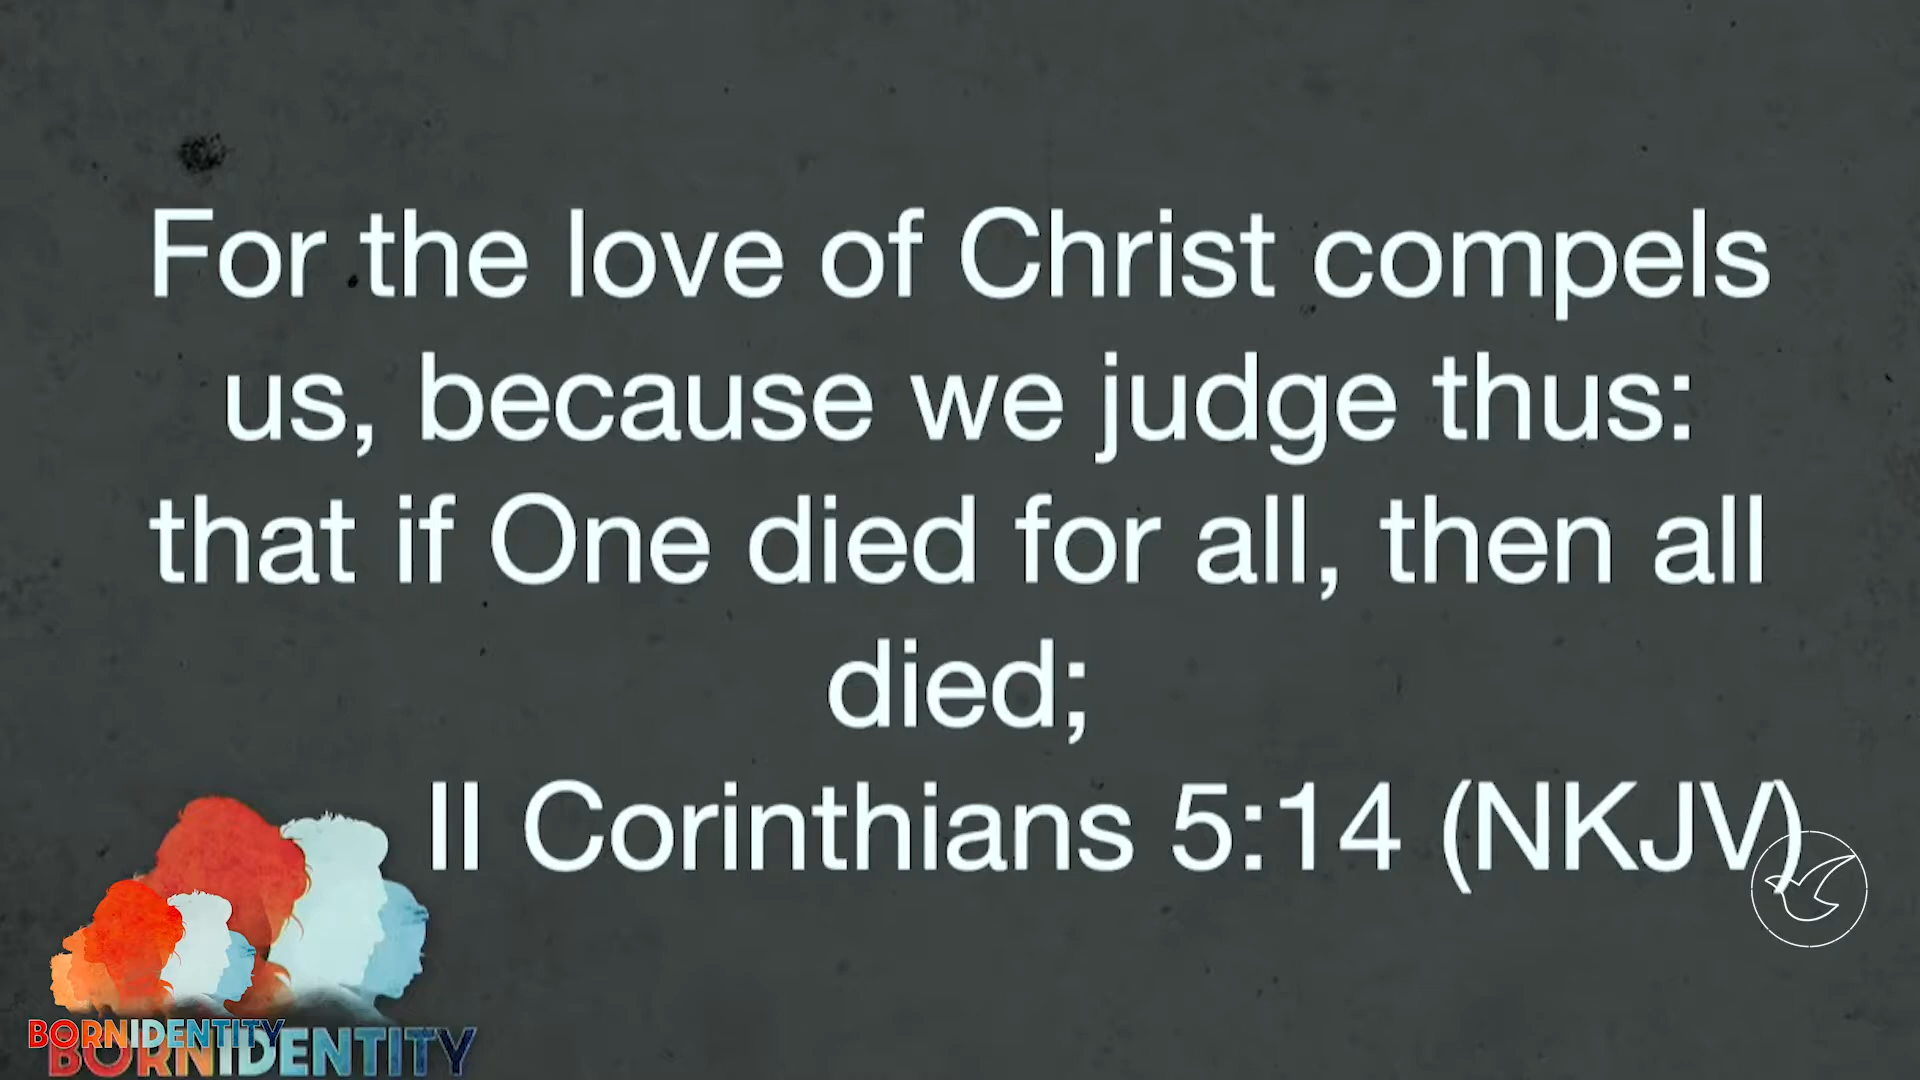 For the love of Christ compels
us, because we judge thus:
that if One died for all, then all
died;
II Corinthians 5:14 (NKJV)
BORNIDENTITY
BORNIDENTITY